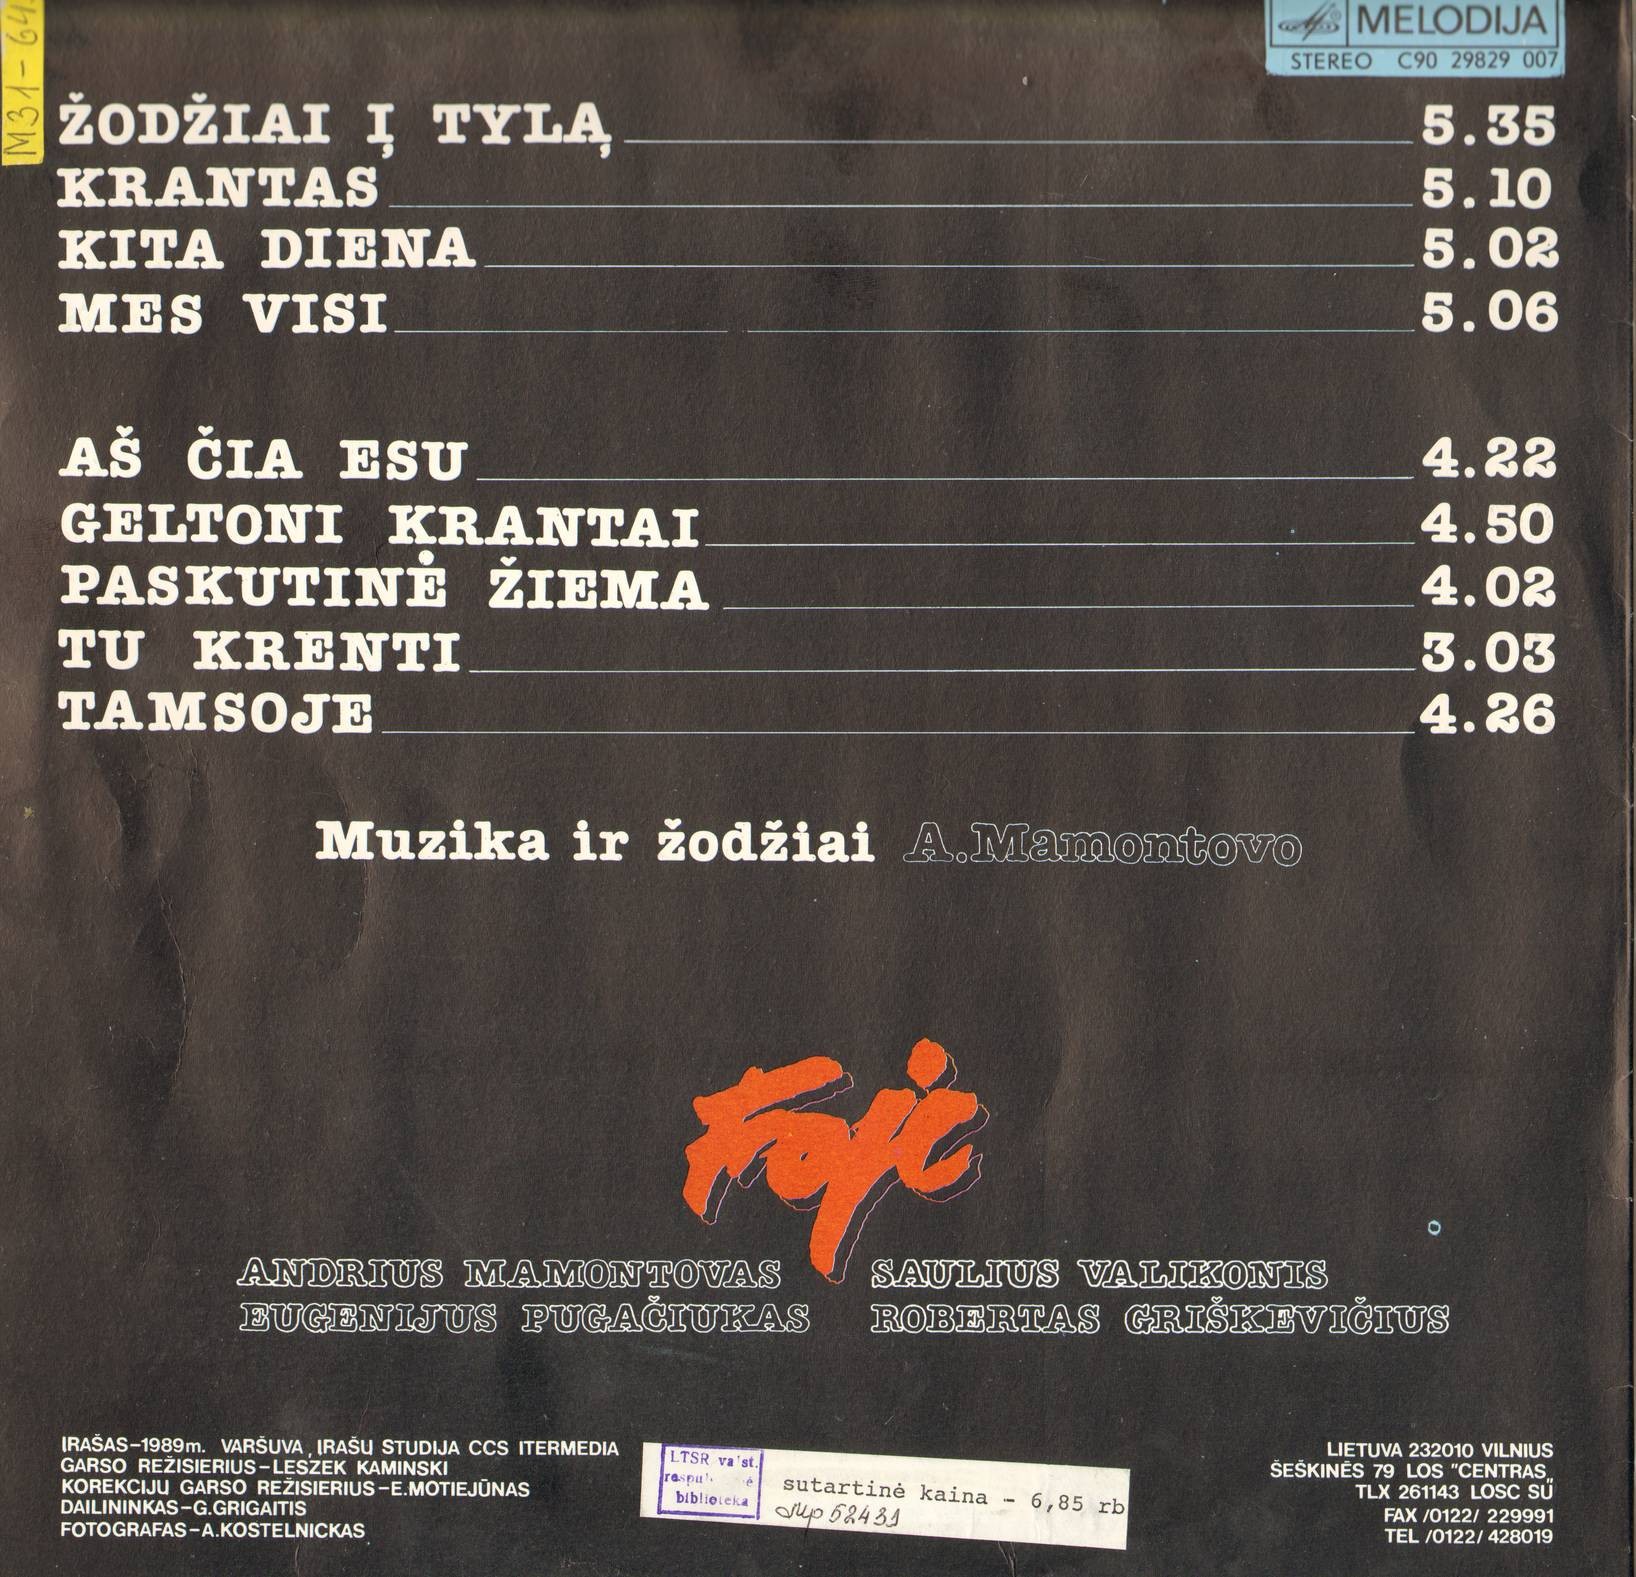 M31-64
MELODIJA
STEREO C90 29829 007
ŽODŽIAI Į TYLĄ 5.35
KRANTAS 5.10
KITA DIENA 5.02
MES VISI 5.06
AŠ ČIA ESU 4.22
GELTONI KRANTAI 4.50
PASKUTINĖ ŽIEMA 4.02
TU KRENTI 3.03
TAMSOJE 4.26
Muzika ir žodžiai A.Mamontovo
Foje
ANDRIUS MAMONTOVAS SAULIUS VALIKONIS
EUGENIJUS PUGAČIUKAS ROBERTAS GRIŠKEVIČIUS
IRAŠAS-1989m. VARŠUVA, IRAŠU STUDIJA CCS ITERMEDIA
GARSO REŽISIERIUS-LESZEK KAMINSKI
KOREKCIJŲ GARSO REŽISIERIUS-E.MOTIEJŪNAS
DAILININKAS-G.GRIGAITIS
FOTOGRAFAS-A.KOSTELNICKAS
LTSR valst.
biblioteka
sutartinė kaina - 6,85 rb
52431
LIETUVA 232010 VILNIUS
ŠEŠKINĖS 79 LOS "CENTRAS„
TLX 261143 LOSC SU
FAX /0122/ 229991
TEL /0122/ 428019